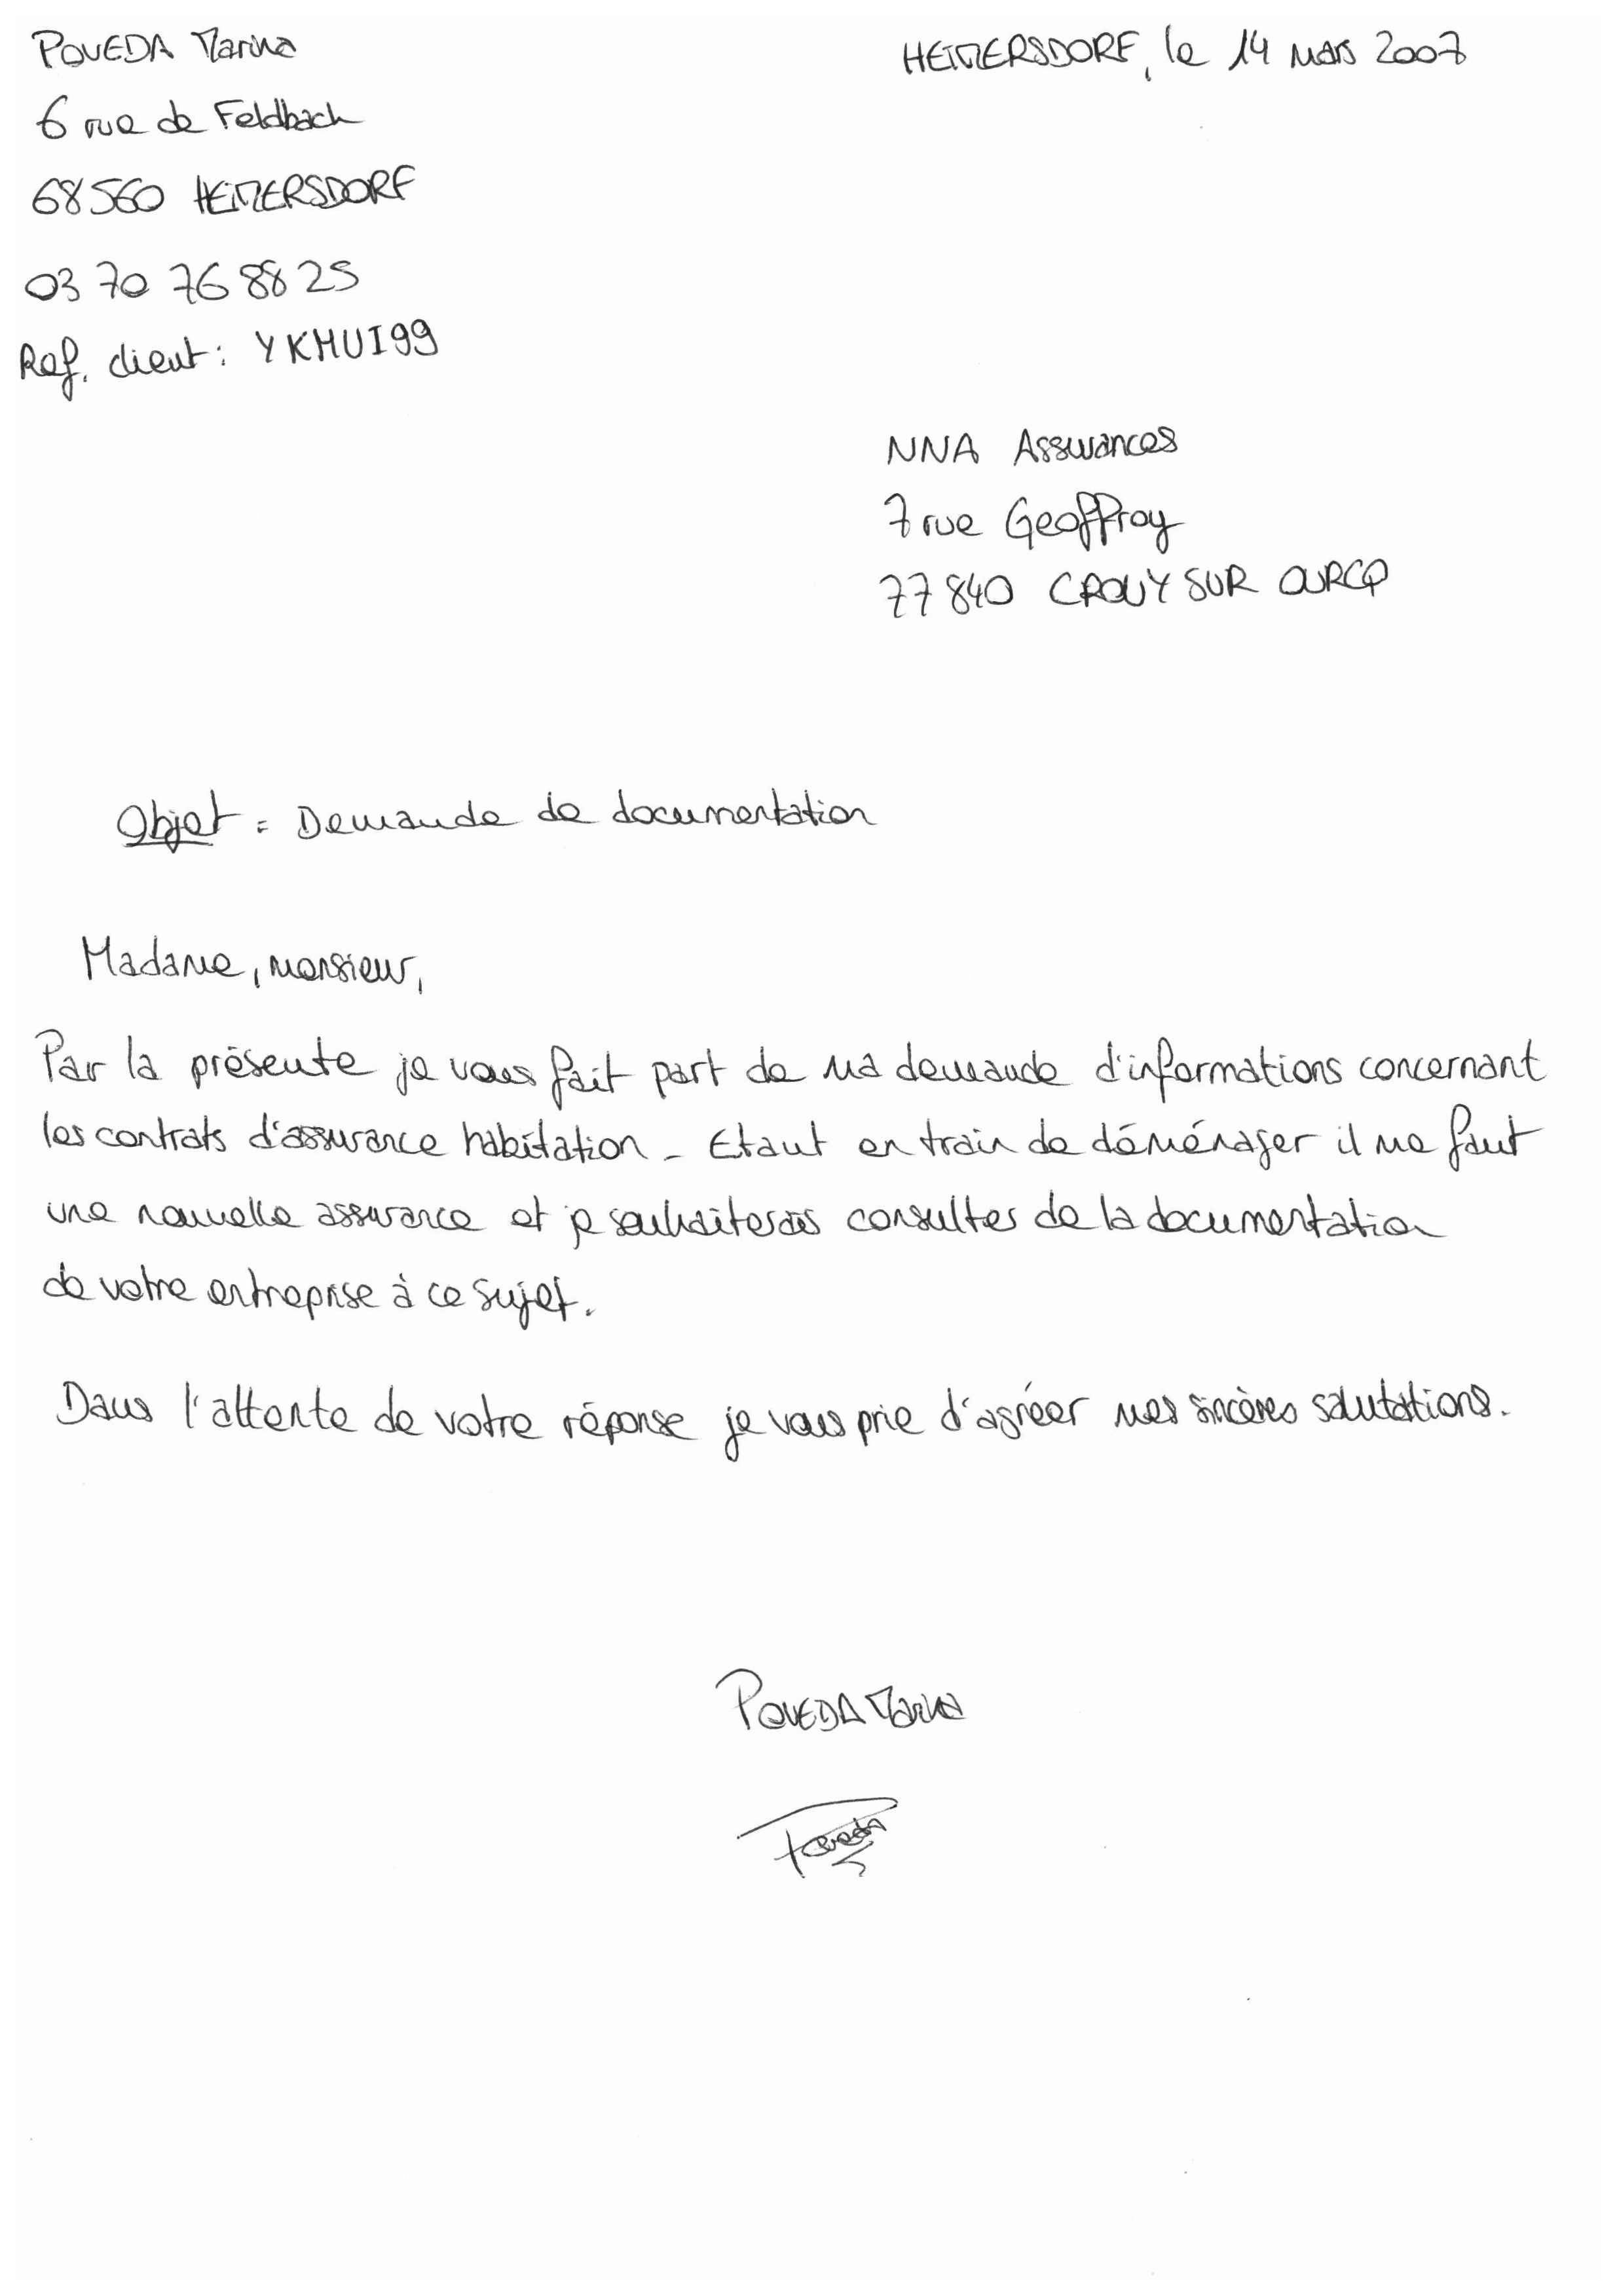 POVEDA Marina
HEIMERSDORF, le 14 mars 2007
6 rue de Feldbach
68560 HEIMERSDORF
03 70 76 88 25
Ref. client : YKHUI99
NNA Assurances
7 rue Geoffroy
77840 CROUY SUR OURCQ
Objet : Demande de documentation
Madame, monsieur,
Par la présente je vous fait part de ma demande d'informations concernant
les contrats d'assurance habitation. Etant en train de déménager il me faut
une nouvelle assurance et je souhaiterais consulter de la documentation
de votre entreprise à ce sujet.
Dans l'attente de votre réponse je vous prie d'agréer mes sincères salutations.
POVEDA Marina
Poveda